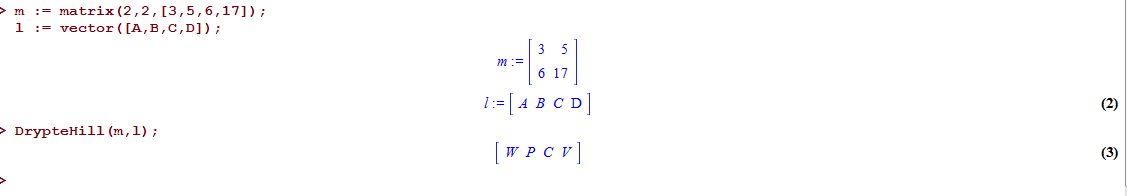 > m := matrix(2,2,[3,5,6,17]);
l := vector([A,B,C,D]);
m := [ 3 5
6 17 ]
l := [ A B C D ] (2)
> DrypteHill(m,l);
[ W P C V ] (3)
>